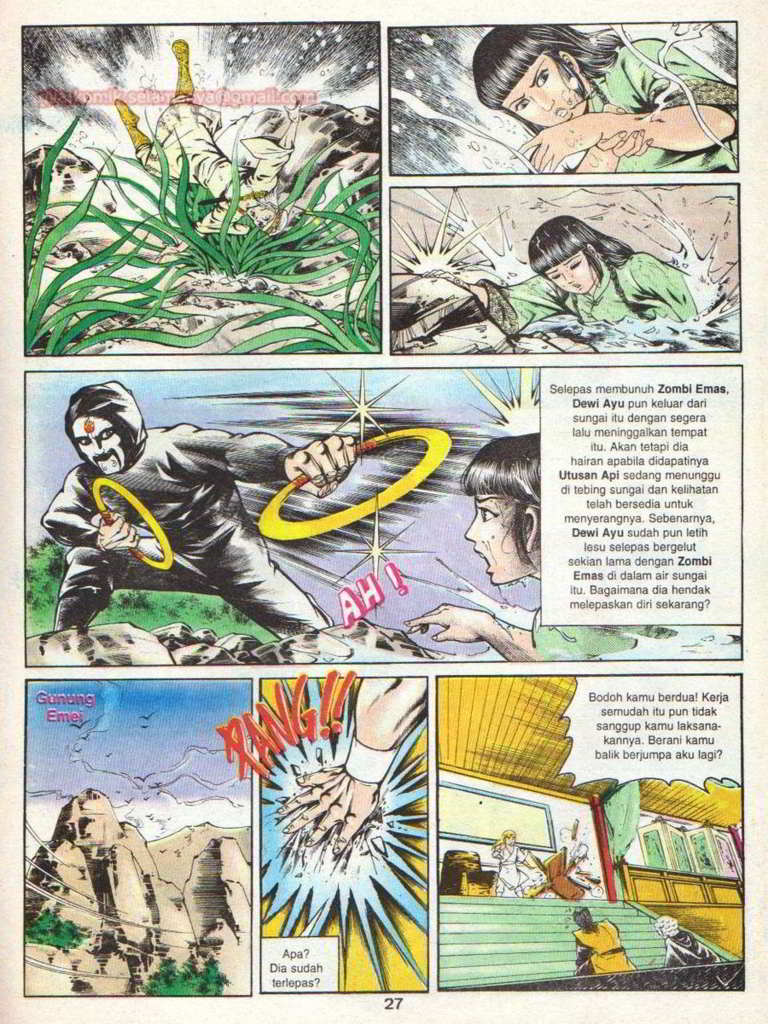 Selepas membunuh Zombi Emas,
Dewi Ayu pun keluar dari
sungai itu dengan segera
lalu meninggalkan tempat
itu. Akan tetapi dia
hairan apabila didapatinya
Utusan Api sedang menunggu
di tebing sungai dan kelihatan
telah bersedia untuk
menyerangnya. Sebenarnya,
Dewi Ayu sudah pun letih
lesu selepas bergelut
sekian lama dengan Zombi
Emas di dalam air sungai
itu. Bagaimana dia hendak
melepaskan diri sekarang?
AH!
Gunung
Emei
PANG!!
Apa?
Dia sudah
terlepas?
Bodoh kamu berdua! Kerja
semudah itu pun tidak
sanggup kamu laksana-
kannya. Berani kamu
balik berjumpa aku lagi?
27